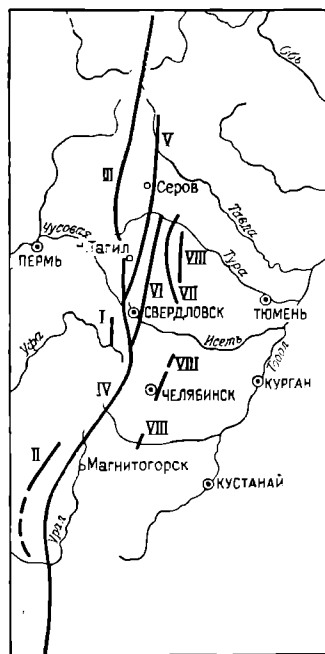 Обь
III
V
Серов
Тавда
Чусовая
Тагил
ПЕРМЬ
Тура
VIII
VII
VI
СВЕРДЛОВСК
ТЮМЕНЬ
I
Уфа
Исеть
Тобол
VIII
IV
ЧЕЛЯБИНСК
КУРГАН
VIII
II
Магнитогорск
КУСТАНАЙ
Урал